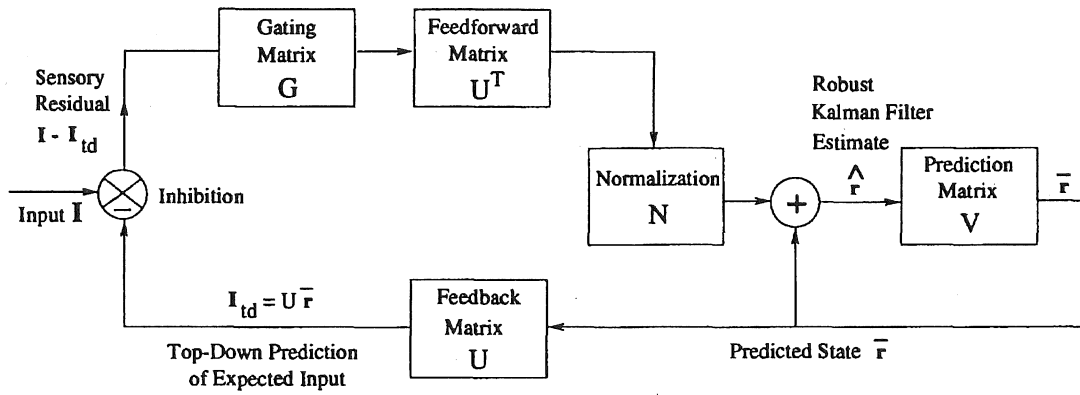 Gating
Matrix
G
Feedforward
Matrix
U^T
Sensory
Residual
I - I_td
Input I
Inhibition
Normalization
N
Robust
Kalman Filter
Estimate
r̂
+
Prediction
Matrix
V
r̄
I_td = U r̄
Top-Down Prediction
of Expected Input
Feedback
Matrix
U
Predicted State r̄